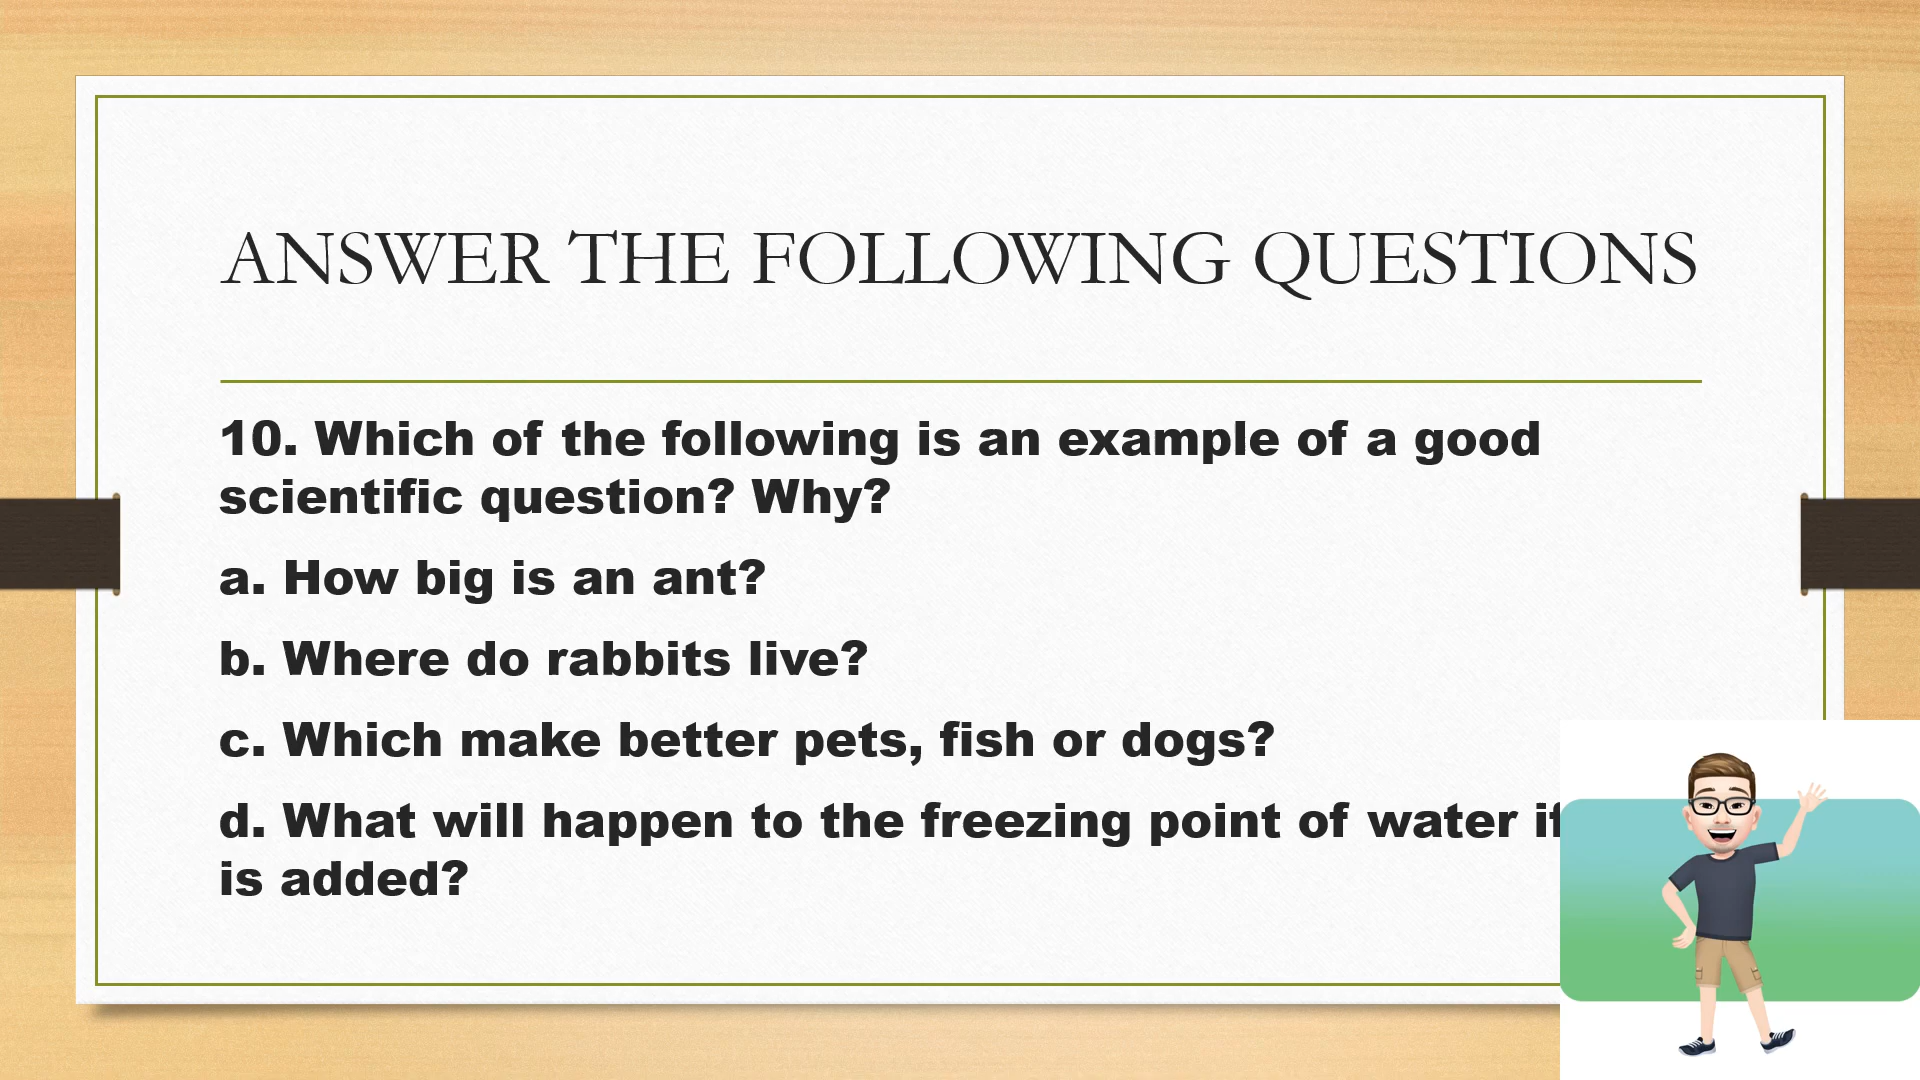 ANSWER THE FOLLOWING QUESTIONS
10. Which of the following is an example of a good
scientific question? Why?
a. How big is an ant?
b. Where do rabbits live?
c. Which make better pets, fish or dogs?
d. What will happen to the freezing point of water if
is added?